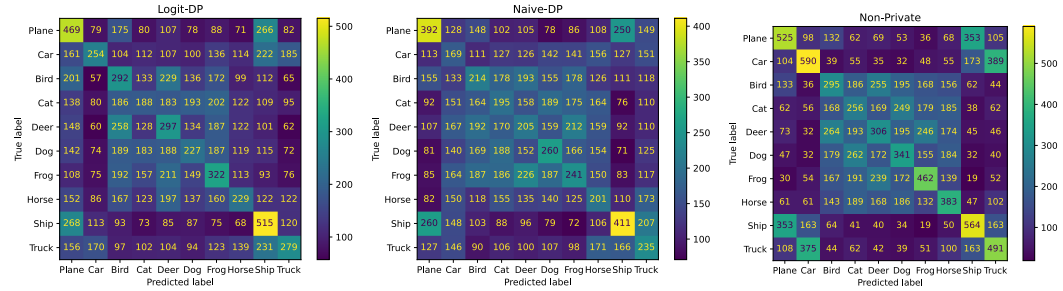 Logit-DP
True label
Plane 469 79 175 80 107 78 88 71 266 82
Car 161 254 104 112 107 100 114 136 222 185
Bird 201 57 292 133 229 136 172 99 112 65
Cat 138 80 186 188 193 193 202 122 109 95
Deer 148 60 258 128 297 134 187 122 101 62
Dog 142 74 189 183 188 227 187 119 115 72
Frog 108 75 192 157 211 149 322 113 93 76
Horse 152 86 167 123 197 137 160 229 122 122
Ship 268 113 93 73 85 87 75 68 515 120
Truck 156 170 97 102 104 94 123 139 231 279
Plane Car Bird Cat Deer Dog Frog Horse Ship Truck
Predicted label
500
400
300
200
100
Naive-DP
True label
Plane 392 128 148 102 105 78 86 108 250 149
Car 113 169 111 127 126 142 141 156 127 151
Bird 155 133 214 178 193 155 178 126 111 118
Cat 92 151 164 195 158 189 175 164 76 110
Deer 107 167 192 170 205 159 212 159 92 110
Dog 81 140 169 188 152 260 166 154 71 125
Frog 85 164 187 186 226 187 241 150 83 117
Horse 82 150 118 155 135 140 125 201 110 173
Ship 260 148 103 88 96 79 72 106 411 207
Truck 127 146 90 106 100 107 98 171 166 235
Plane Car Bird Cat Deer Dog Frog Horse Ship Truck
Predicted label
400
350
300
250
200
150
100
Non-Private
True label
Plane 525 98 132 62 69 53 36 68 353 105
Car 104 590 39 55 35 32 48 55 173 389
Bird 133 36 295 186 255 195 168 156 62 44
Cat 62 56 168 256 169 249 179 185 38 62
Deer 73 32 264 193 306 195 246 174 45 46
Dog 47 32 179 262 172 341 155 184 32 40
Frog 30 54 167 191 239 172 462 139 19 52
Horse 61 61 143 189 168 186 132 383 47 102
Ship 353 163 64 41 40 34 19 50 564 163
Truck 108 375 44 62 42 39 51 100 163 491
Plane Car Bird Cat Deer Dog Frog Horse Ship Truck
Predicted label
500
400
300
200
100